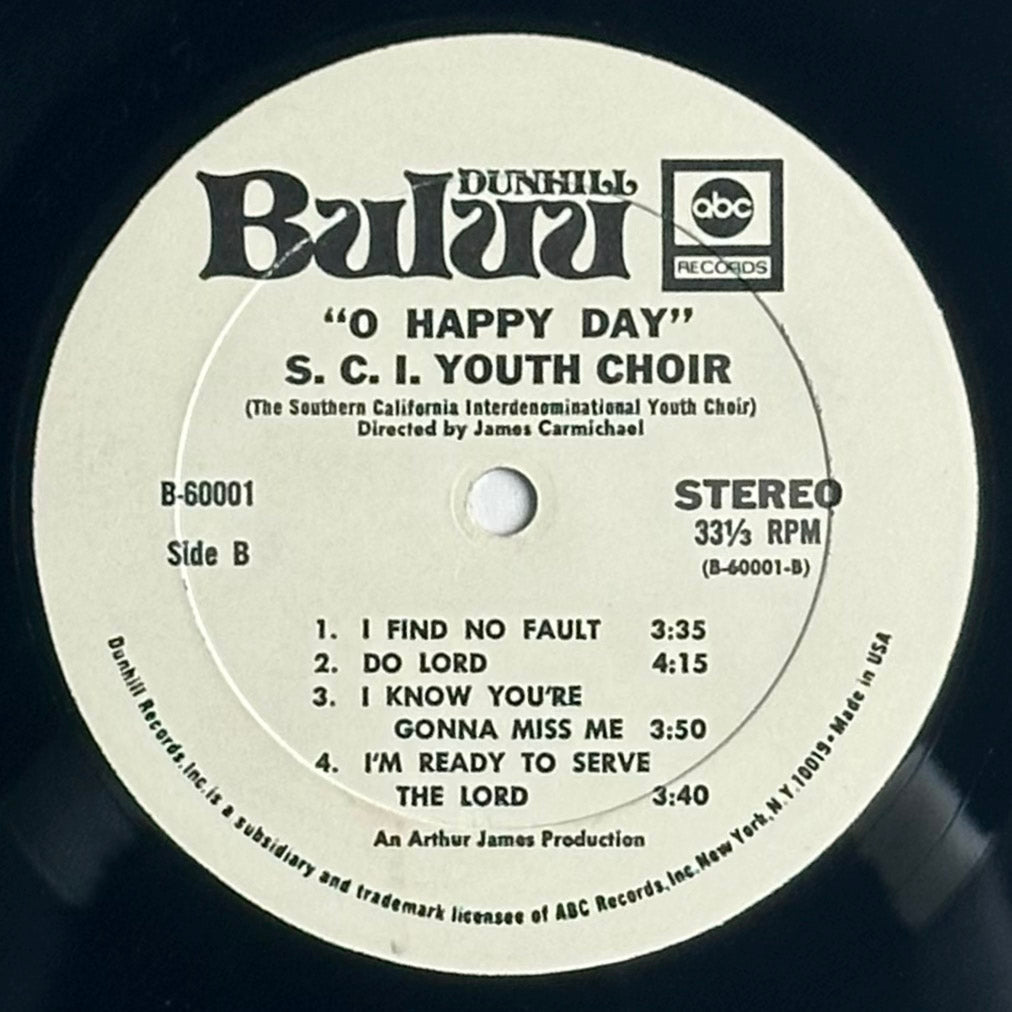 DUNHILL
Buluu
abc
RECORDS
“O HAPPY DAY”
S. C. I. YOUTH CHOIR
(The Southern California Interdenominational Youth Choir)
Directed by James Carmichael
B-60001
STEREO
33⅓ RPM
Side B
(B-60001-B)
1. I FIND NO FAULT 3:35
2. DO LORD 4:15
3. I KNOW YOU'RE
GONNA MISS ME 3:50
4. I'M READY TO SERVE
THE LORD 3:40
An Arthur James Production
Dunhill Records, Inc. is a subsidiary and trademark licensee of ABC Records, Inc. New York, N.Y. 10019 • Made in USA